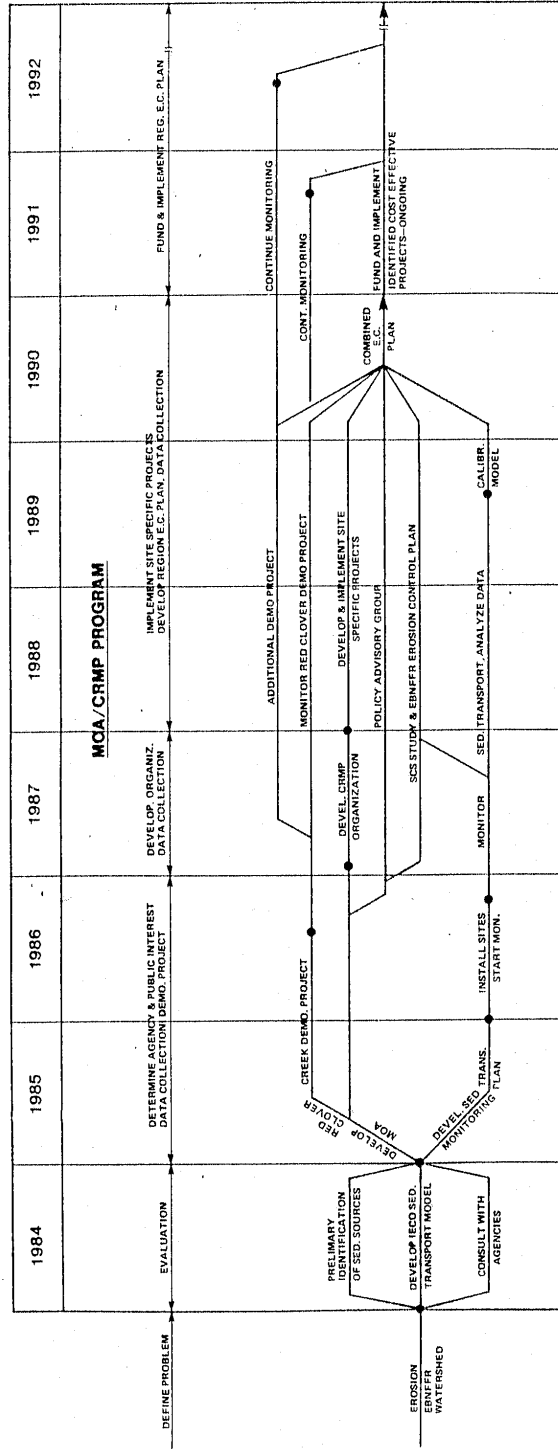 MOA/CRMP PROGRAM
1984
1985
1986
1987
1988
1989
1990
1991
1992
DEFINE PROBLEM
EVALUATION
DETERMINE AGENCY & PUBLIC INTEREST
DATA COLLECTION DEMO. PROJECT
DEVELOP. ORGANIZ.
DATA COLLECTION
IMPLEMENT SITE SPECIFIC PROJECTS
DEVELOP REGION E.C. PLAN, DATA COLLECTION
FUND & IMPLEMENT REG. E.C. PLAN
EROSION
EBNFFR
WATERSHED
PRELIMARY
IDENTIFICATION
OF SED. SOURCES
DEVELOP IECO SED.
TRANSPORT MODEL
CONSULT WITH
AGENCIES
RED
CLOVER
CREEK DEMO. PROJECT
DEVELOP
MOA
DEVEL. SED TRANS.
MONITORING PLAN
INSTALL SITES
START MON.
ADDITIONAL DEMO PROJECT
MONITOR RED CLOVER DEMO PROJECT
DEVEL. CRMP
ORGANIZATION
DEVELOP & IMPLEMENT SITE
SPECIFIC PROJECTS
POLICY ADVISORY GROUP
SCS STUDY & EBNFFR EROSION CONTROL PLAN
MONITOR
SED. TRANSPORT, ANALYZE DATA
CALIBR.
MODEL
COMBINED
E.C.
PLAN
CONTINUE MONITORING
CONT. MONITORING
FUND AND IMPLEMENT
IDENTIFIED COST EFFECTIVE
PROJECTS—ONGOING